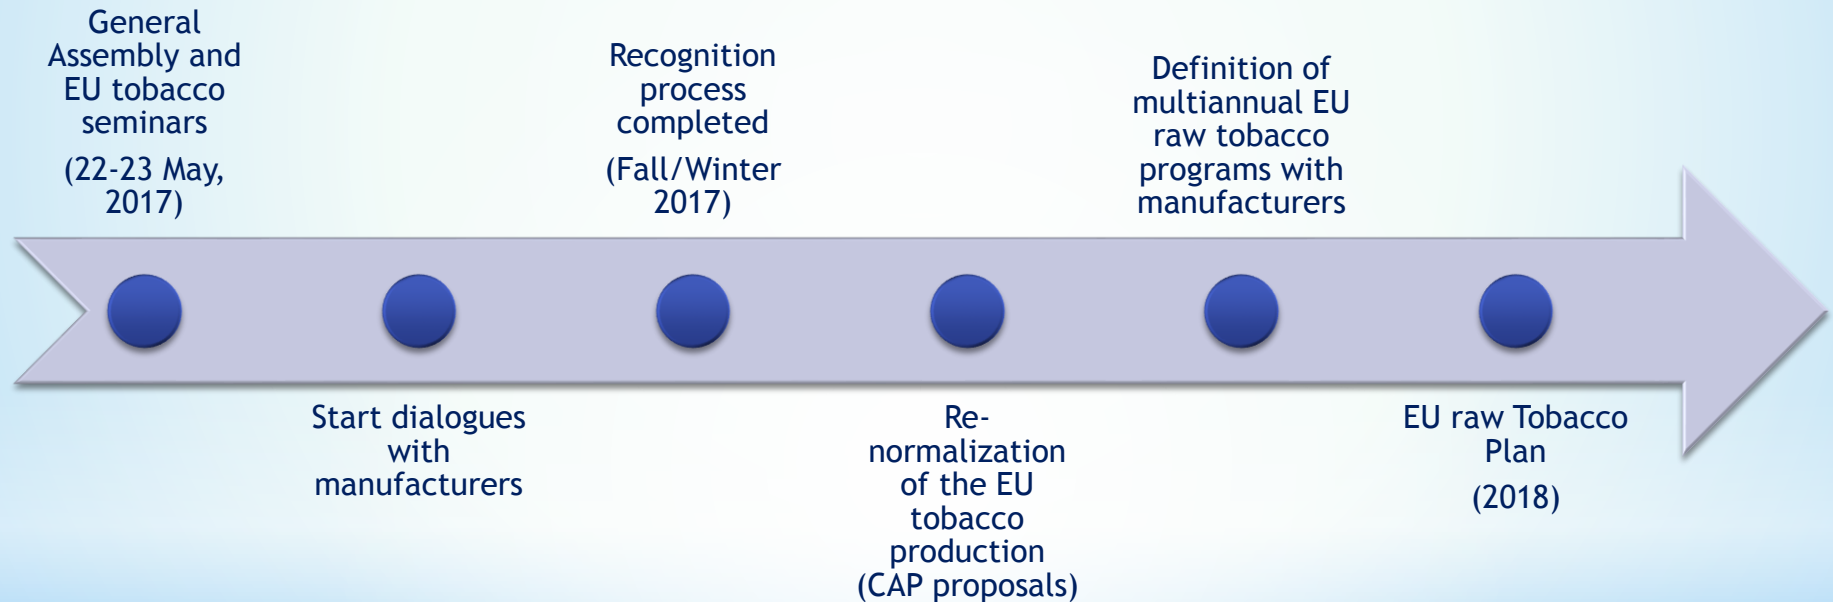 General
Assembly and
EU tobacco
seminars
(22-23 May,
2017)
Start dialogues
with
manufacturers
Recognition
process
completed
(Fall/Winter
2017)
Re-
normalization
of the EU
tobacco
production
(CAP proposals)
Definition of
multiannual EU
raw tobacco
programs with
manufacturers
EU raw Tobacco
Plan
(2018)